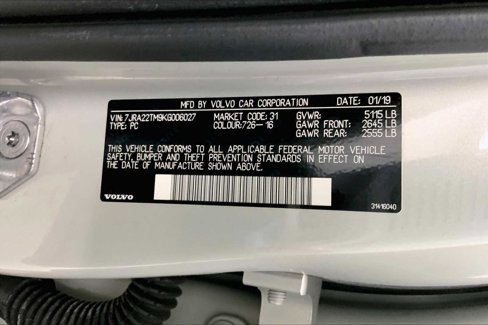 MFD BY VOLVO CAR CORPORATION DATE: 01/19
VIN: 7JRA22TM9KG006027 MARKET CODE: 31 GVWR: 5115 LB
TYPE: PC COLOUR: 726-16 GAWR FRONT: 2645 LB
GAWR REAR: 2555 LB
THIS VEHICLE CONFORMS TO ALL APPLICABLE FEDERAL MOTOR VEHICLE
SAFETY, BUMPER AND THEFT PREVENTION STANDARDS IN EFFECT ON
THE DATE OF MANUFACTURE SHOWN ABOVE.
VOLVO 31416040